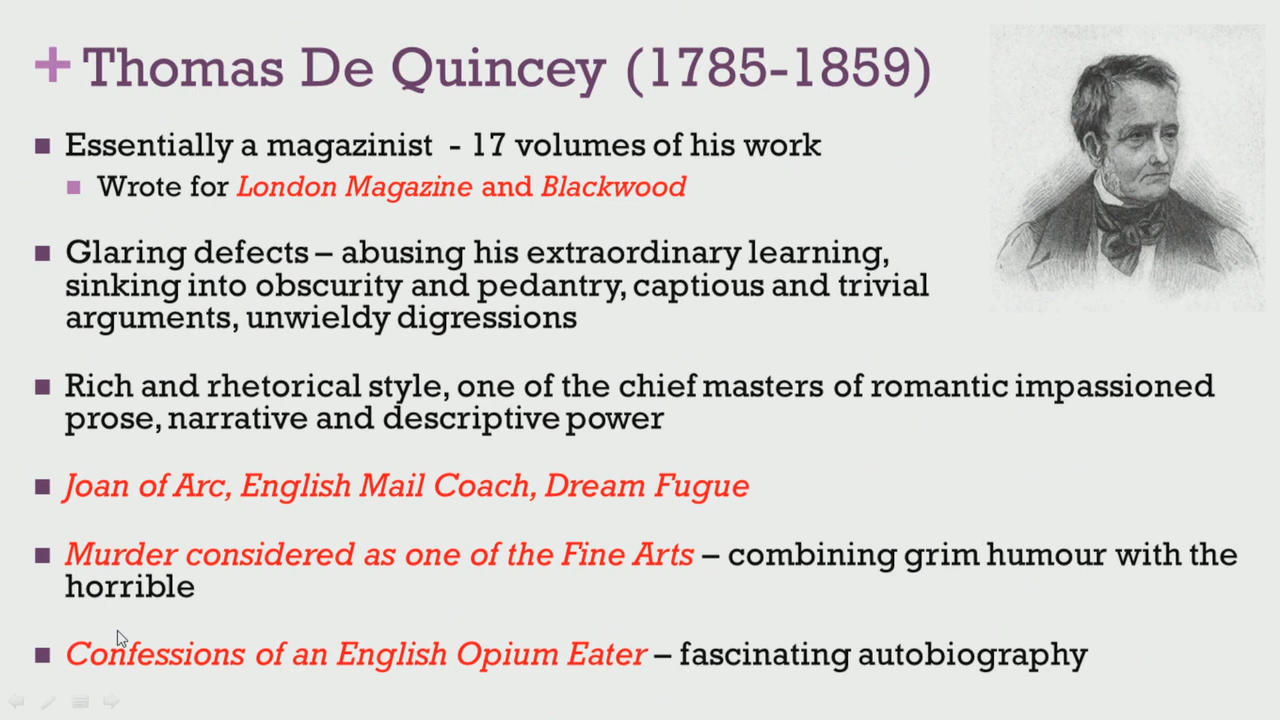 + Thomas De Quincey (1785-1859)
Essentially a magazinist - 17 volumes of his work
Wrote for London Magazine and Blackwood
Glaring defects – abusing his extraordinary learning,
sinking into obscurity and pedantry, captious and trivial
arguments, unwieldy digressions
Rich and rhetorical style, one of the chief masters of romantic impassioned
prose, narrative and descriptive power
Joan of Arc, English Mail Coach, Dream Fugue
Murder considered as one of the Fine Arts – combining grim humour with the
horrible
Confessions of an English Opium Eater – fascinating autobiography